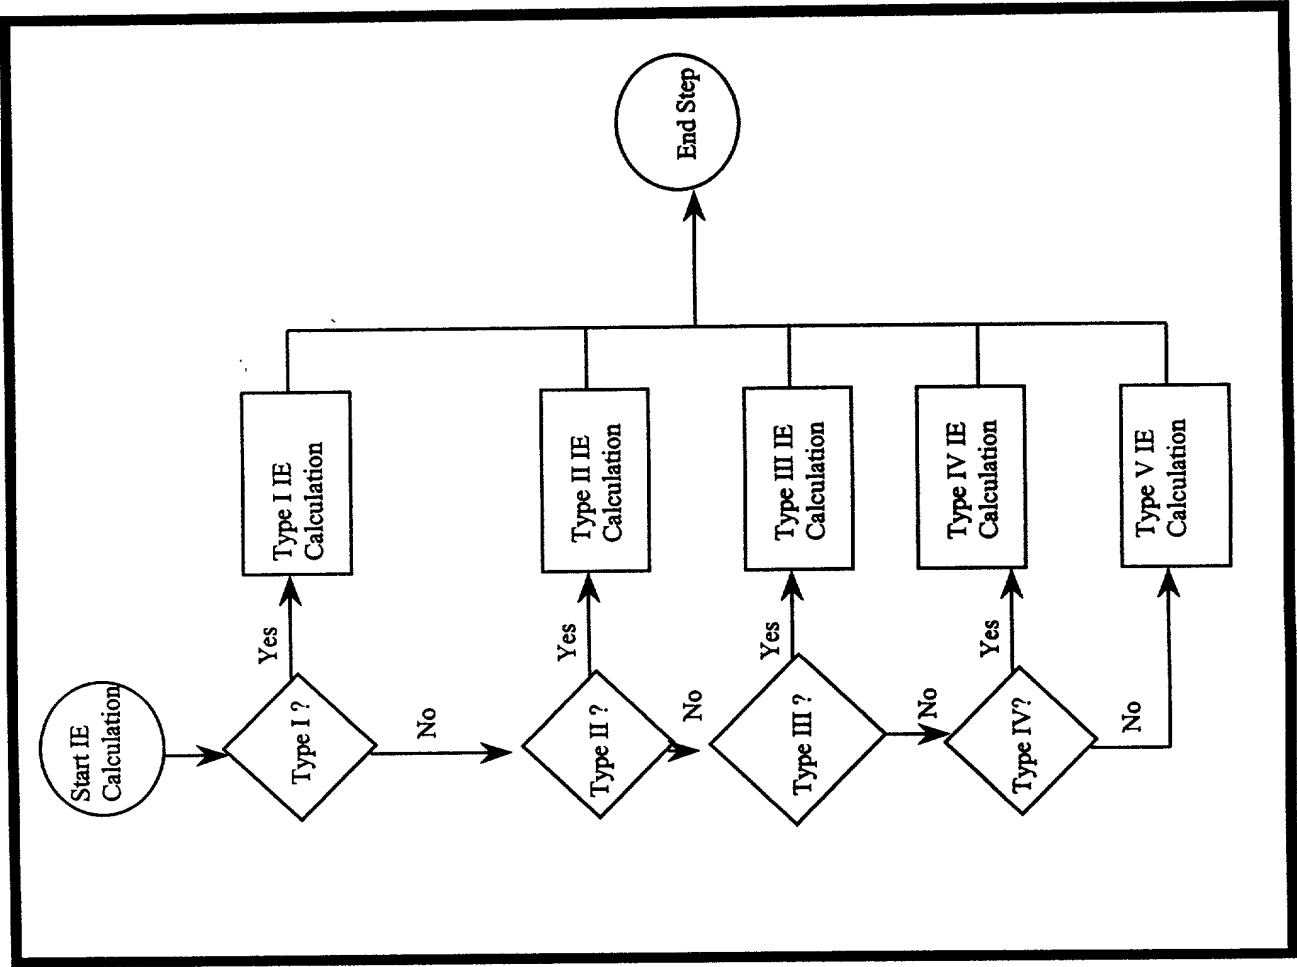 Start IE
Calculation
Type I ?
Yes
No
Type I IE
Calculation
Type II ?
Yes
No
Type II IE
Calculation
Type III ?
Yes
No
Type III IE
Calculation
Type IV?
Yes
No
Type IV IE
Calculation
Type V IE
Calculation
End Step